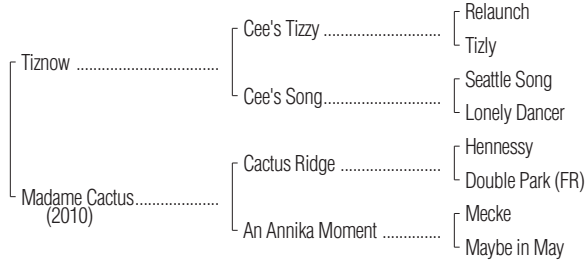 Relaunch
Cee's Tizzy ........................
Tizly
Tiznow .............................
Seattle Song
Cee's Song........................
Lonely Dancer
Hennessy
Cactus Ridge .....................
Double Park (FR)
Madame Cactus.................
(2010)
Mecke
An Annika Moment ..............
Maybe in May